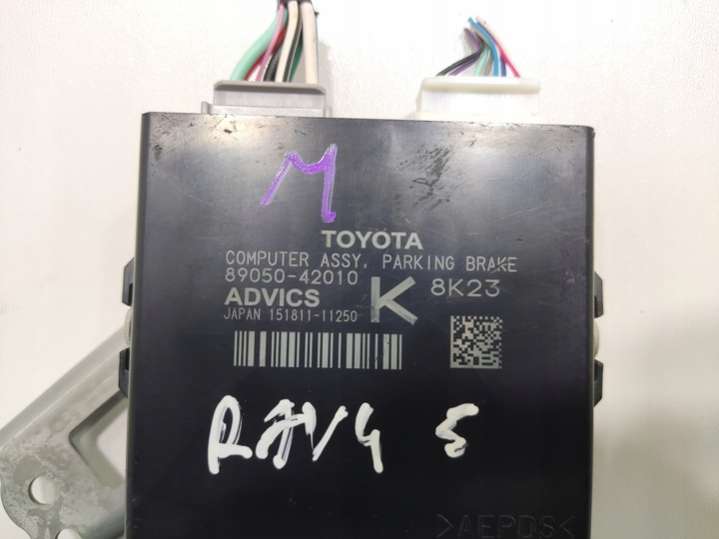 M
TOYOTA
COMPUTER ASSY, PARKING BRAKE
89050-42010
ADVICS K 8K23
JAPAN 151811-11250
RAV4 5
>AEPDS<